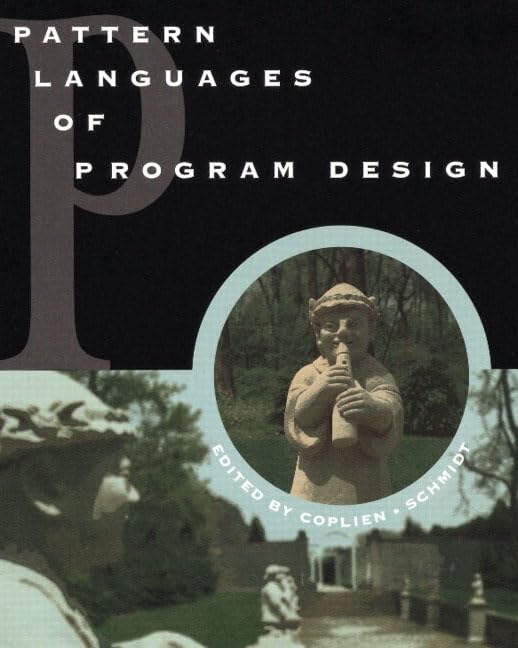 PATTERN
LANGUAGES
OF
PROGRAM DESIGN
P
EDITED BY COPLIEN • SCHMIDT